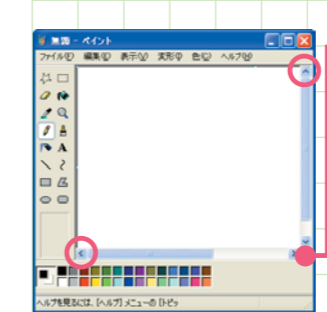 無題 - ペイント
ファイル(F) 編集(E) 表示(V) 変形(I) 色(C) ヘルプ(H)
A
ヘルプを見るには、[ヘルプ] メニューの [トピッ